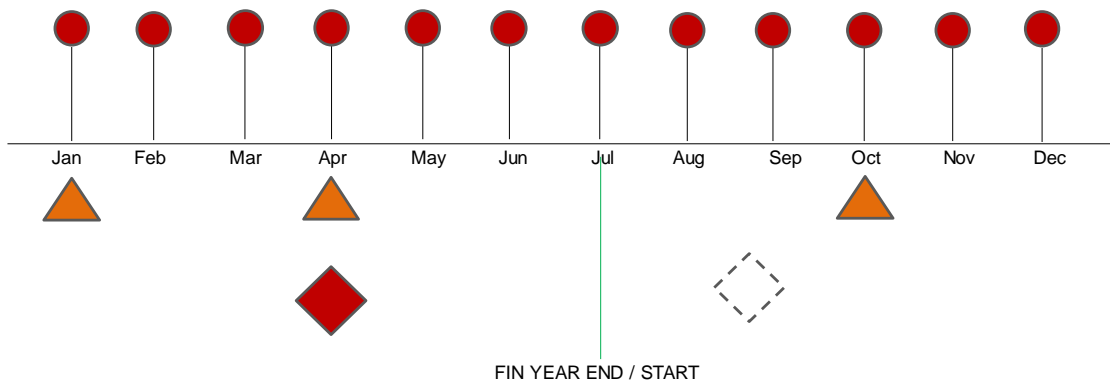 Jan Feb Mar Apr May Jun Jul Aug Sep Oct Nov Dec
FIN YEAR END / START